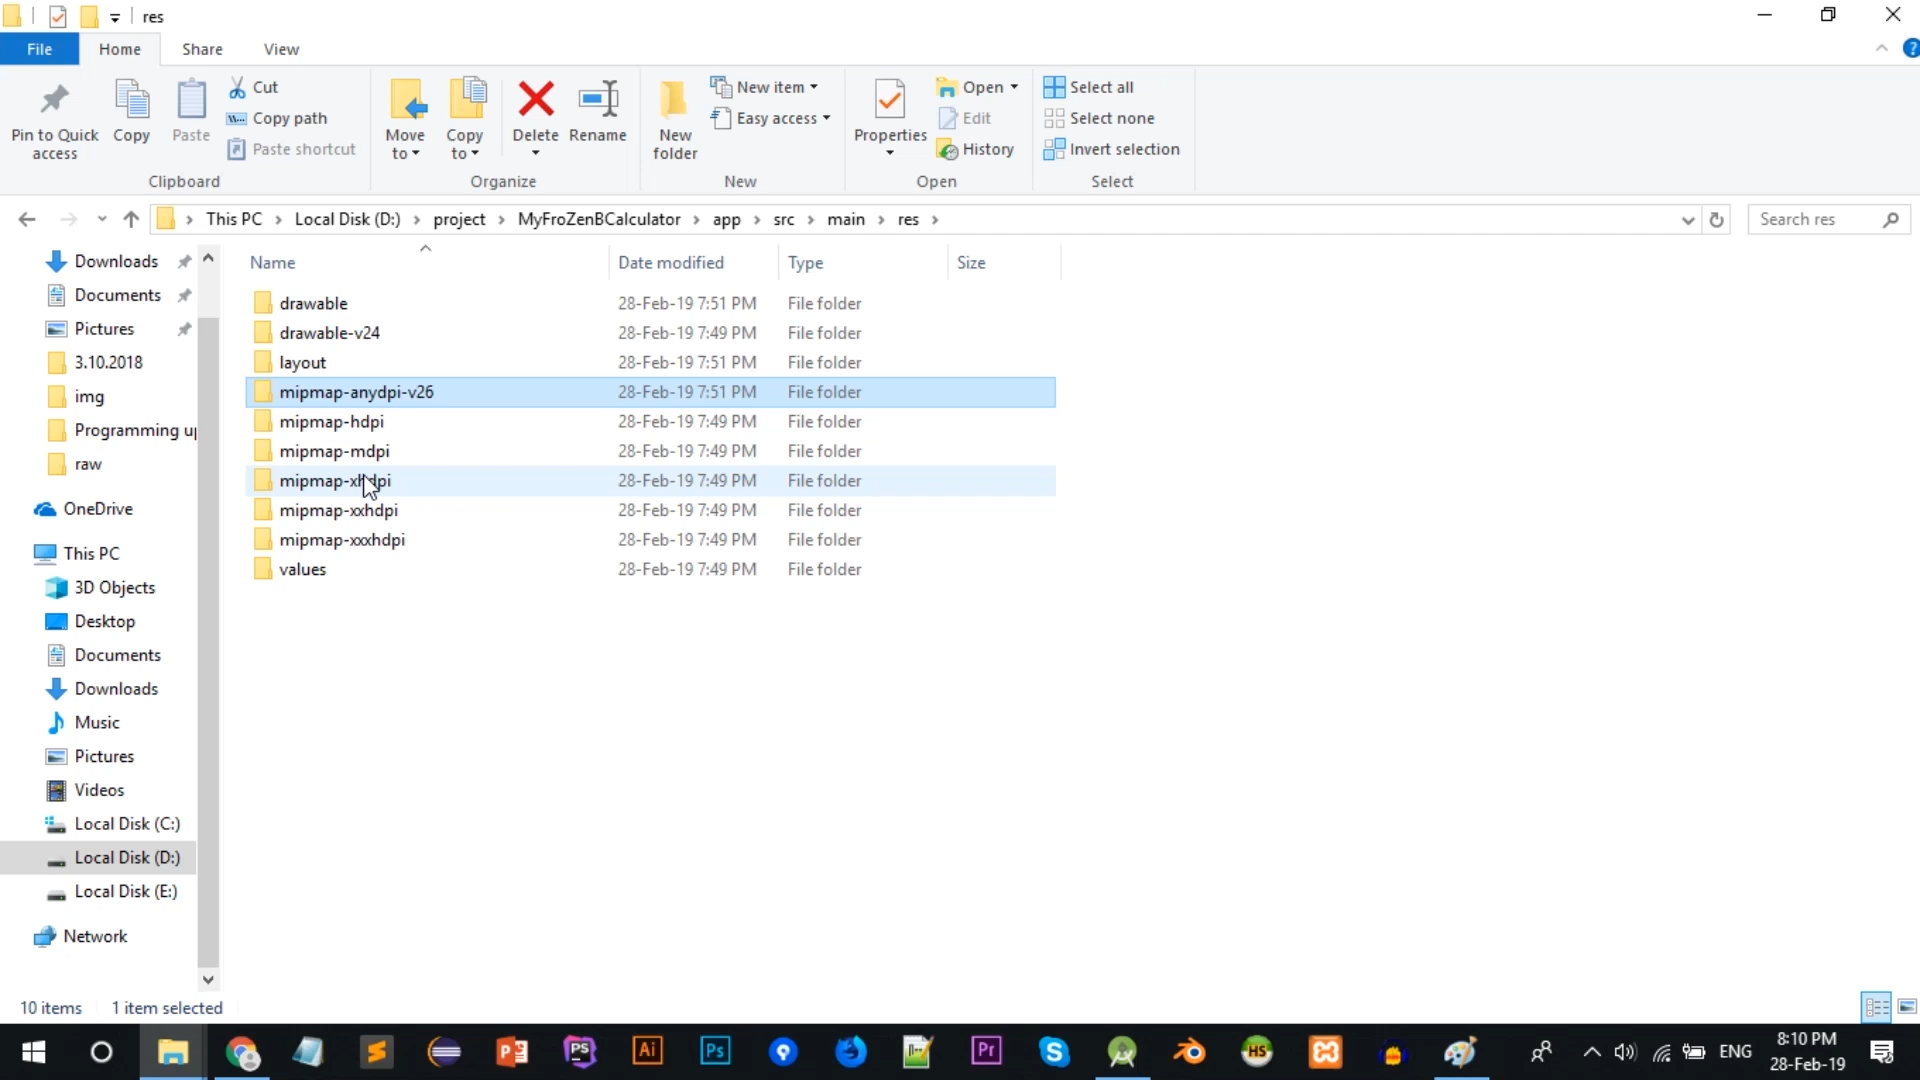 res
File Home Share View
Pin to Quick access
Copy
Paste
Cut
Copy path
Paste shortcut
Clipboard
Move to
Copy to
Delete
Rename
Organize
New folder
New item
Easy access
New
Properties
Open
Edit
History
Open
Select all
Select none
Invert selection
Select
This PC > Local Disk (D:) > project > MyFroZenBCalculator > app > src > main > res >
Search res
Downloads
Documents
Pictures
3.10.2018
img
Programming
raw
OneDrive
This PC
3D Objects
Desktop
Documents
Downloads
Music
Pictures
Videos
Local Disk (C:)
Local Disk (D:)
Local Disk (E:)
Network
Name Date modified Type Size
drawable 28-Feb-19 7:51 PM File folder
drawable-v24 28-Feb-19 7:49 PM File folder
layout 28-Feb-19 7:51 PM File folder
mipmap-anydpi-v26 28-Feb-19 7:51 PM File folder
mipmap-hdpi 28-Feb-19 7:49 PM File folder
mipmap-mdpi 28-Feb-19 7:49 PM File folder
mipmap-xhdpi 28-Feb-19 7:49 PM File folder
mipmap-xxhdpi 28-Feb-19 7:49 PM File folder
mipmap-xxxhdpi 28-Feb-19 7:49 PM File folder
values 28-Feb-19 7:49 PM File folder
10 items 1 item selected
PS
Ai
Ps
Pr
HS
ENG
8:10 PM
28-Feb-19